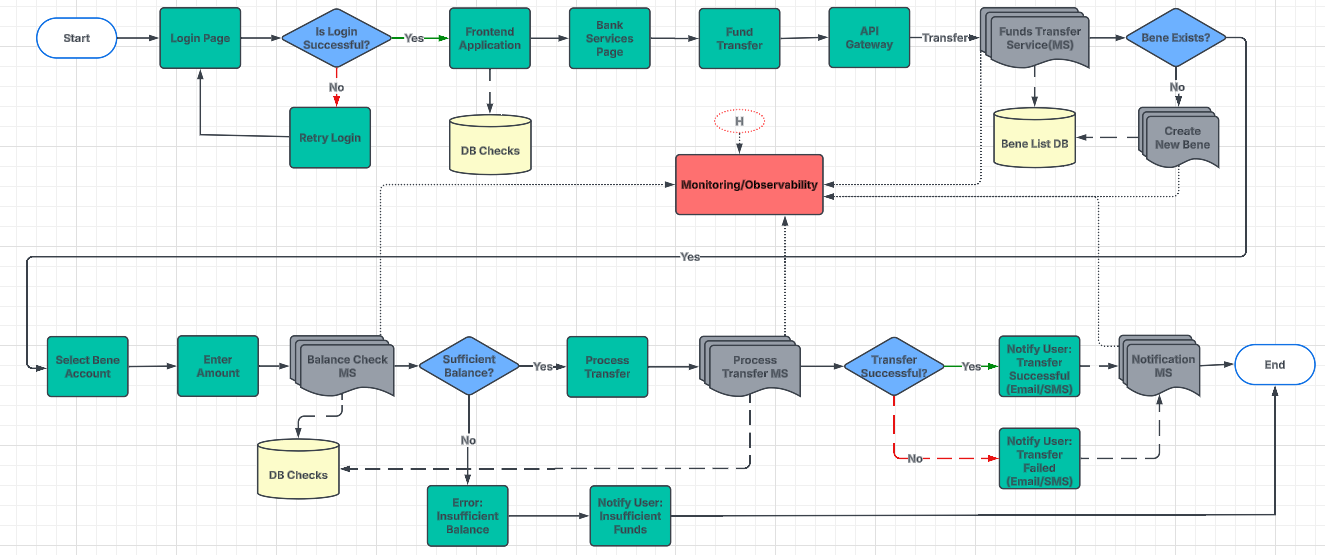 Start
Login Page
Is Login
Successful?
Yes
No
Retry Login
Frontend
Application
DB Checks
Bank
Services
Page
Fund
Transfer
API
Gateway
Transfer
Funds Transfer
Service(MS)
Bene Exists?
No
Bene List DB
Create
New Bene
H
Monitoring/Observability
Yes
Select Bene
Account
Enter
Amount
Balance Check
MS
Sufficient
Balance?
Yes
Process
Transfer
Process
Transfer MS
Transfer
Successful?
Yes
Notify User:
Transfer
Successful
(Email/SMS)
Notification
MS
End
No
DB Checks
No
Notify User:
Transfer
Failed
(Email/SMS)
Error:
Insufficient
Balance
Notify User:
Insufficient
Funds